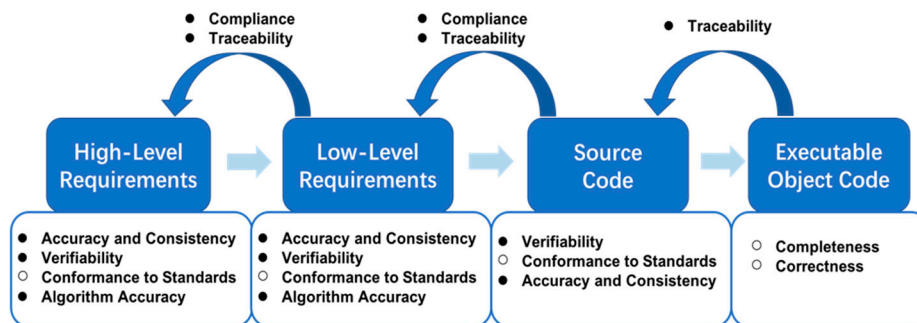 ● Compliance
● Traceability
● Compliance
● Traceability
● Traceability
High-Level
Requirements
Low-Level
Requirements
Source
Code
Executable
Object Code
● Accuracy and Consistency
● Verifiability
○ Conformance to Standards
● Algorithm Accuracy
● Accuracy and Consistency
● Verifiability
○ Conformance to Standards
● Algorithm Accuracy
● Verifiability
○ Conformance to Standards
● Accuracy and Consistency
○ Completeness
○ Correctness